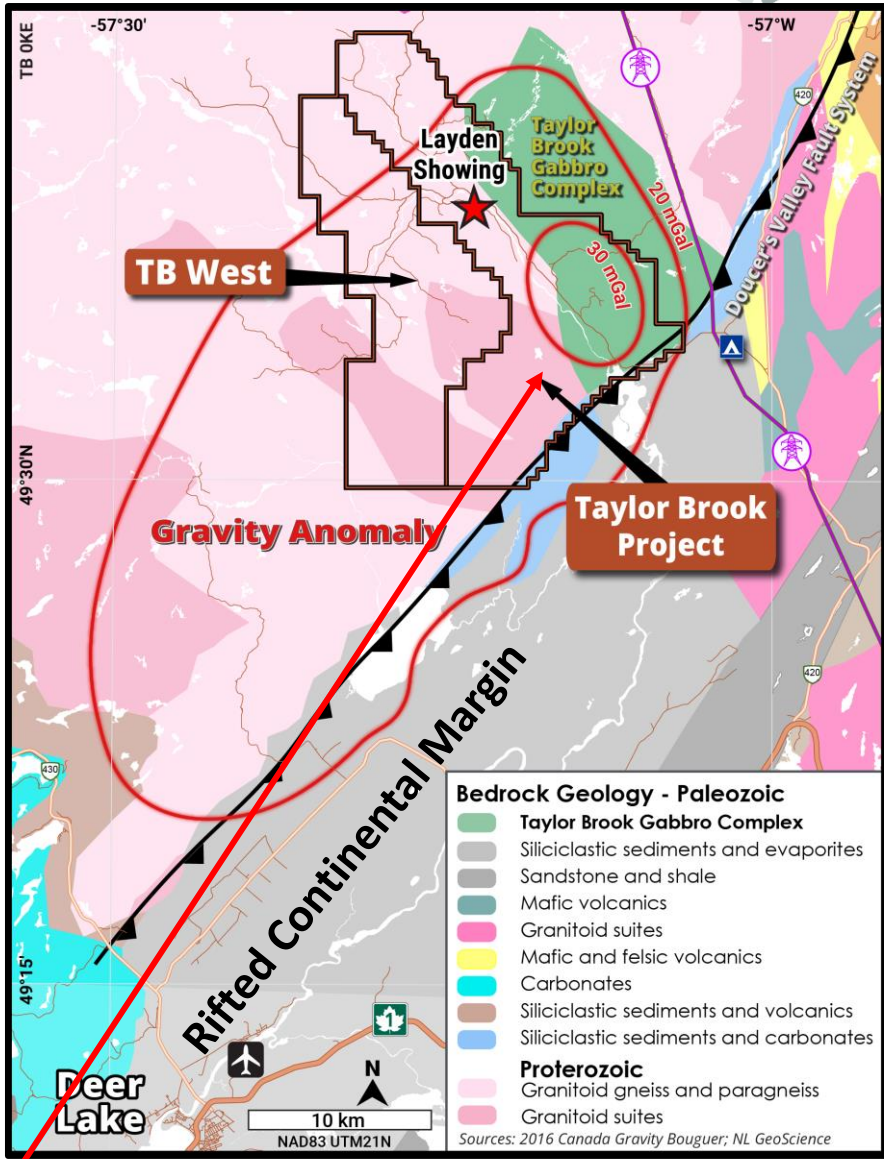 -57°30'
-57°W
TB 0KE
420
Doucer's Valley Fault System
Layden
Showing
Taylor
Brook
Gabbro
Complex
20 mGal
30 mGal
TB West
49°30'N
Gravity Anomaly
Taylor Brook
Project
420
Rifted Continental Margin
430
49°15'
1
Deer
Lake
N
10 km
NAD83 UTM21N
Bedrock Geology - Paleozoic
Taylor Brook Gabbro Complex
Siliciclastic sediments and evaporites
Sandstone and shale
Mafic volcanics
Granitoid suites
Mafic and felsic volcanics
Carbonates
Siliciclastic sediments and volcanics
Siliciclastic sediments and carbonates
Proterozoic
Granitoid gneiss and paragneiss
Granitoid suites
Sources: 2016 Canada Gravity Bouguer; NL GeoScience